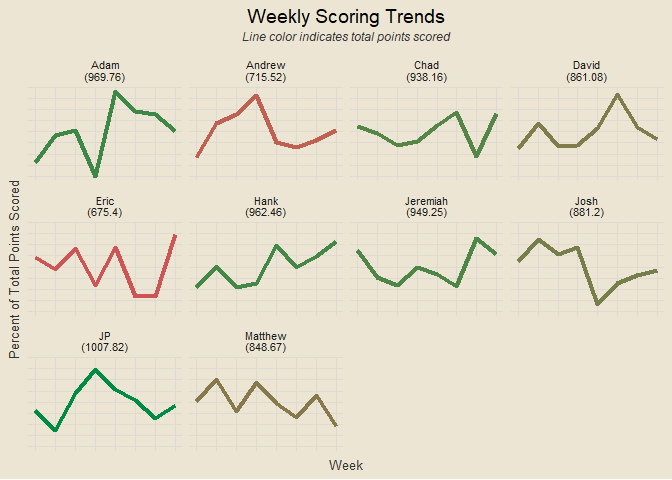 Weekly Scoring Trends
Line color indicates total points scored
Adam
(969.76)
Andrew
(715.52)
Chad
(938.16)
David
(861.08)
Eric
(675.4)
Hank
(962.46)
Jeremiah
(949.25)
Josh
(881.2)
JP
(1007.82)
Matthew
(848.67)
Percent of Total Points Scored
Week